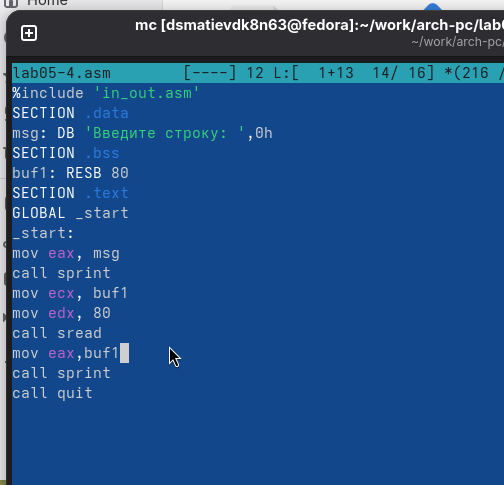 Home
mc [dsmatievdk8n63@fedora]:~/work/arch-pc/lab0
~/work/arch-pc/
lab05-4.asm [----] 12 L:[ 1+13 14/ 16] *(216 /
%include 'in_out.asm'
SECTION .data
msg: DB 'Введите строку: ',0h
SECTION .bss
buf1: RESB 80
SECTION .text
GLOBAL _start
_start:
mov eax, msg
call sprint
mov ecx, buf1
mov edx, 80
call sread
mov eax,buf1
call sprint
call quit